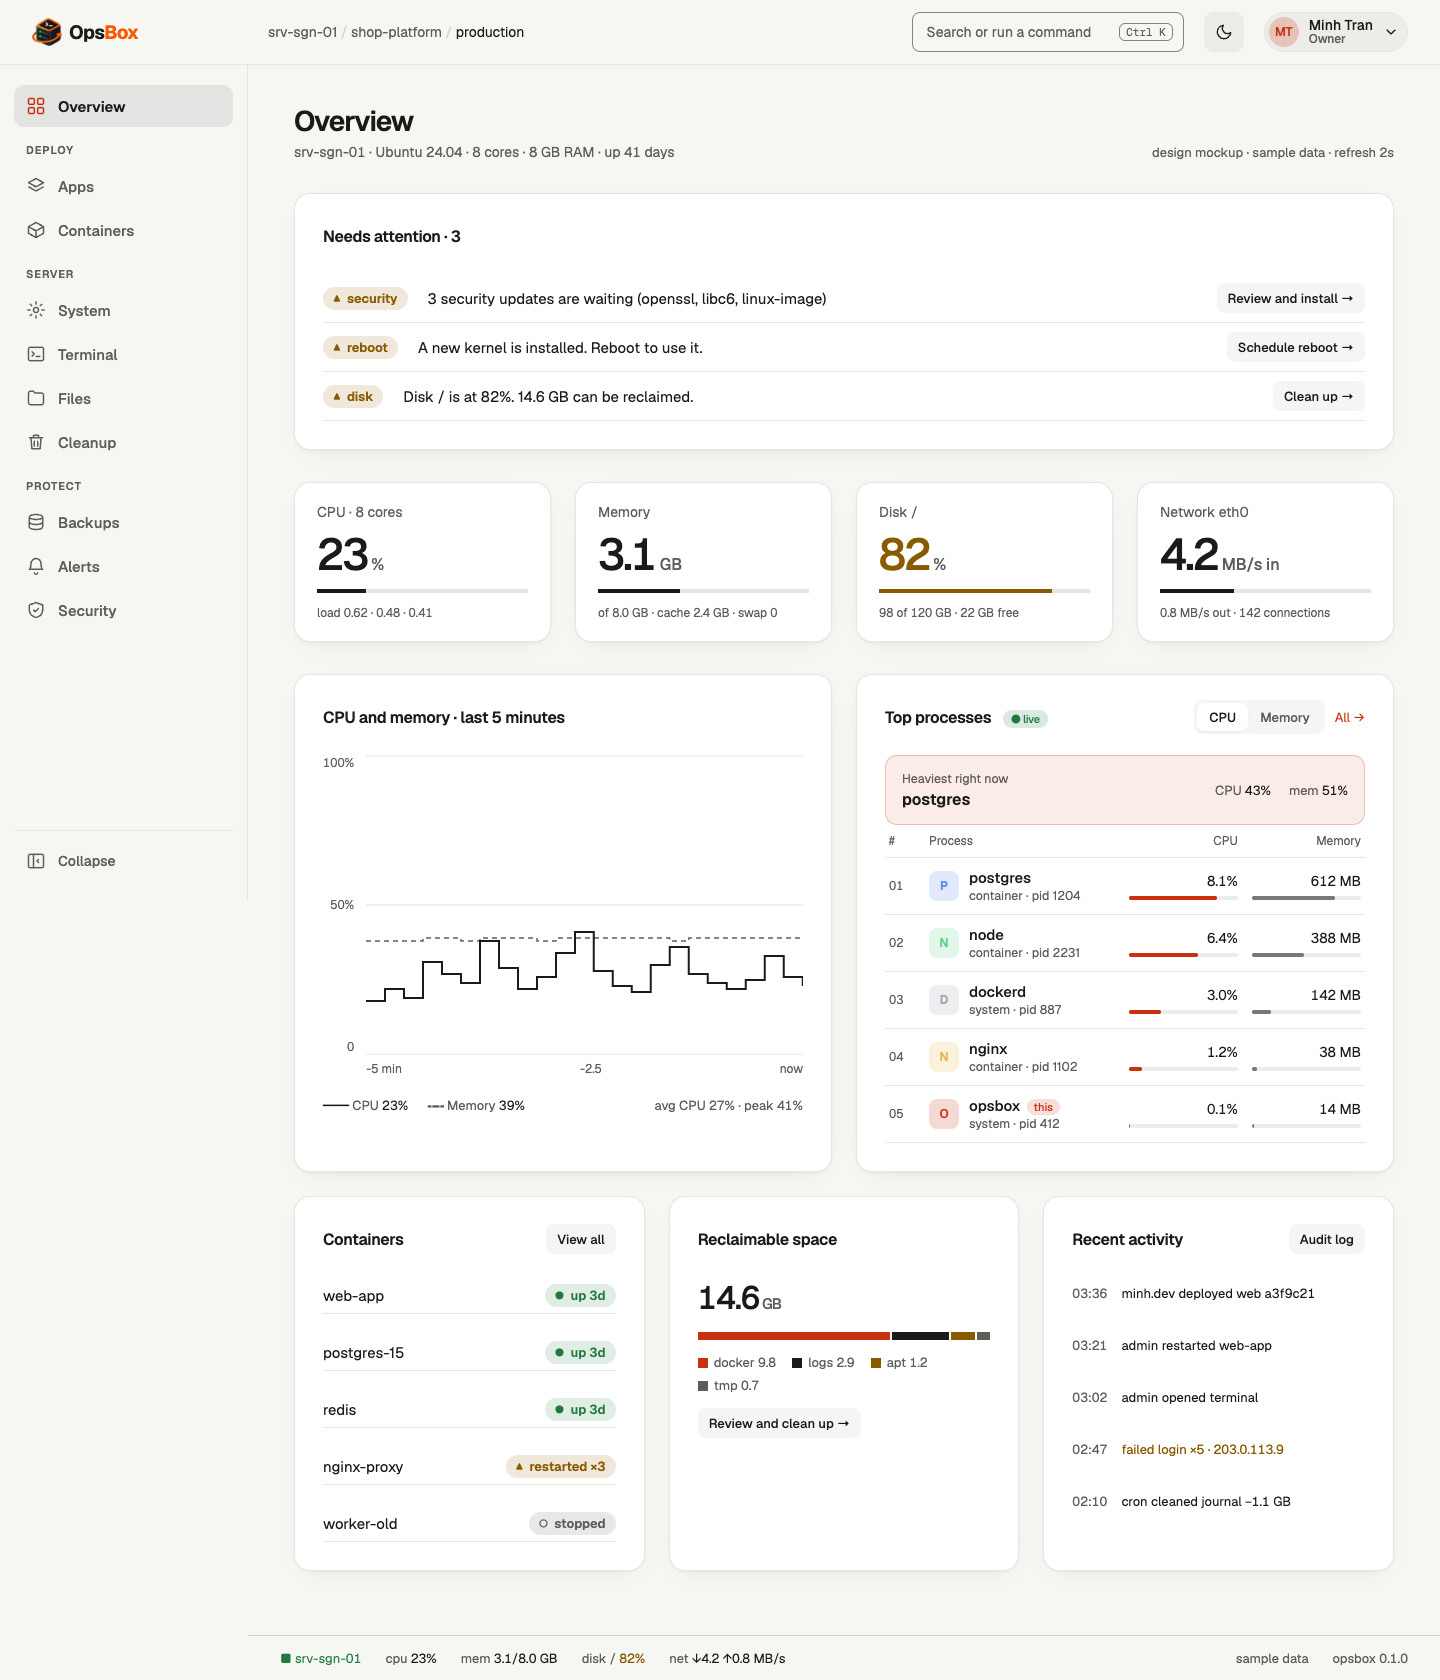 OpsBox
srv-sgn-01 / shop-platform / production
Search or run a command Ctrl K
MT Minh Tran
Owner
Overview
DEPLOY
Apps
Containers
SERVER
System
Terminal
Files
Cleanup
PROTECT
Backups
Alerts
Security
Collapse
Overview
srv-sgn-01 · Ubuntu 24.04 · 8 cores · 8 GB RAM · up 41 days
design mockup · sample data · refresh 2s
Needs attention · 3
▲ security 3 security updates are waiting (openssl, libc6, linux-image) Review and install →
▲ reboot A new kernel is installed. Reboot to use it. Schedule reboot →
▲ disk Disk / is at 82%. 14.6 GB can be reclaimed. Clean up →
CPU · 8 cores
23 %
load 0.62 · 0.48 · 0.41
Memory
3.1 GB
of 8.0 GB · cache 2.4 GB · swap 0
Disk /
82 %
98 of 120 GB · 22 GB free
Network eth0
4.2 MB/s in
0.8 MB/s out · 142 connections
CPU and memory · last 5 minutes
100%
50%
0
-5 min -2.5 now
CPU 23% Memory 39% avg CPU 27% · peak 41%
Top processes live CPU Memory All →
Heaviest right now
postgres
CPU 43% mem 51%
# Process CPU Memory
01 P postgres 8.1% 612 MB
container · pid 1204
02 N node 6.4% 388 MB
container · pid 2231
03 D dockerd 3.0% 142 MB
system · pid 887
04 N nginx 1.2% 38 MB
container · pid 1102
05 O opsbox this 0.1% 14 MB
system · pid 412
Containers View all
web-app up 3d
postgres-15 up 3d
redis up 3d
nginx-proxy ▲ restarted ×3
worker-old stopped
Reclaimable space
14.6 GB
docker 9.8 logs 2.9 apt 1.2
tmp 0.7
Review and clean up →
Recent activity Audit log
03:36 minh.dev deployed web a3f9c21
03:21 admin restarted web-app
03:02 admin opened terminal
02:47 failed login ×5 · 203.0.113.9
02:10 cron cleaned journal −1.1 GB
srv-sgn-01 cpu 23% mem 3.1/8.0 GB disk / 82% net ↓4.2 ↑0.8 MB/s
sample data opsbox 0.1.0